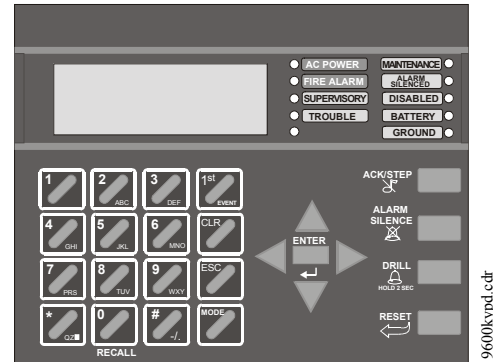 AC POWER
FIRE ALARM
SUPERVISORY
TROUBLE
MAINTENANCE
ALARM
SILENCED
DISABLED
BATTERY
GROUND
1
2 ABC
3 DEF
1st EVENT
4 GHI
5 JKL
6 MNO
CLR
7 PRS
8 TUV
9 WXY
ESC
* QZ
0
# -/.
MODE
RECALL
ENTER
ACK/STEP
ALARM
SILENCE
DRILL
HOLD 2 SEC
RESET
9600kvpd.cdr